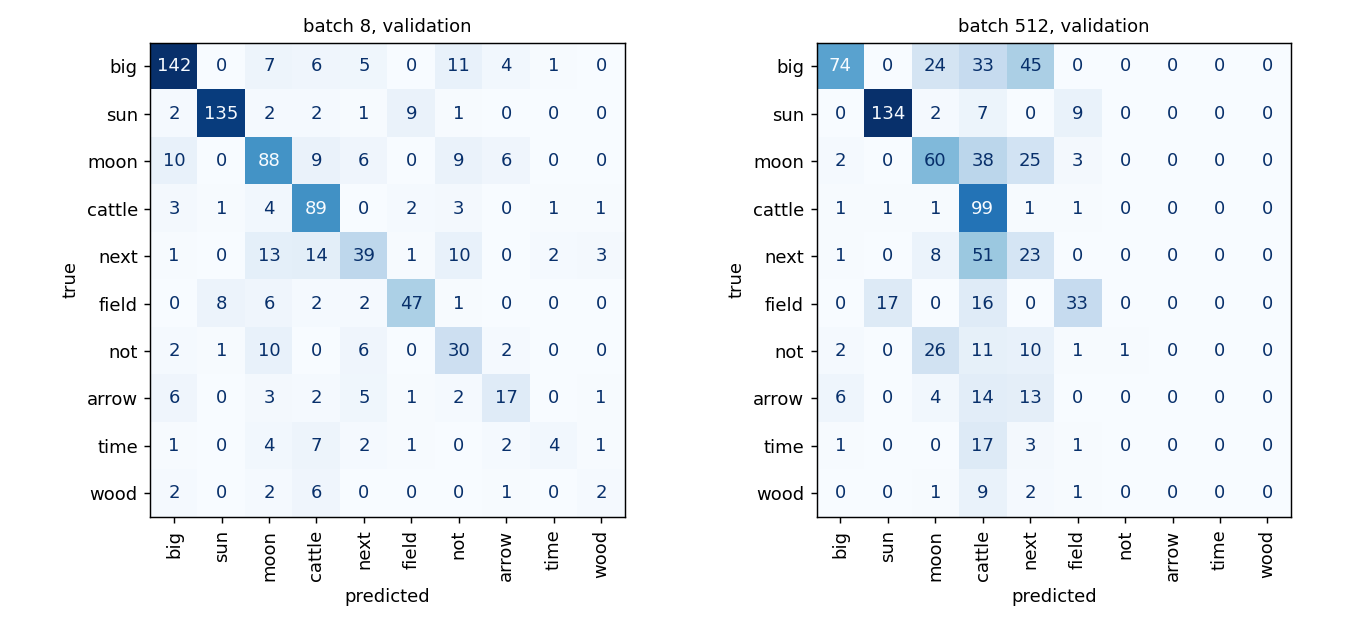 batch 8, validation
big 142 0 7 6 5 0 11 4 1 0
sun 2 135 2 2 1 9 1 0 0 0
moon 10 0 88 9 6 0 9 6 0 0
cattle 3 1 4 89 0 2 3 0 1 1
next 1 0 13 14 39 1 10 0 2 3
field 0 8 6 2 2 47 1 0 0 0
not 2 1 10 0 6 0 30 2 0 0
arrow 6 0 3 2 5 1 2 17 0 1
time 1 0 4 7 2 1 0 2 4 1
wood 2 0 2 6 0 0 0 1 0 2
true
big sun moon cattle next field not arrow time wood
predicted
batch 512, validation
big 74 0 24 33 45 0 0 0 0 0
sun 0 134 2 7 0 9 0 0 0 0
moon 2 0 60 38 25 3 0 0 0 0
cattle 1 1 1 99 1 1 0 0 0 0
next 1 0 8 51 23 0 0 0 0 0
field 0 17 0 16 0 33 0 0 0 0
not 2 0 26 11 10 1 1 0 0 0
arrow 6 0 4 14 13 0 0 0 0 0
time 1 0 0 17 3 1 0 0 0 0
wood 0 0 1 9 2 1 0 0 0 0
true
big sun moon cattle next field not arrow time wood
predicted